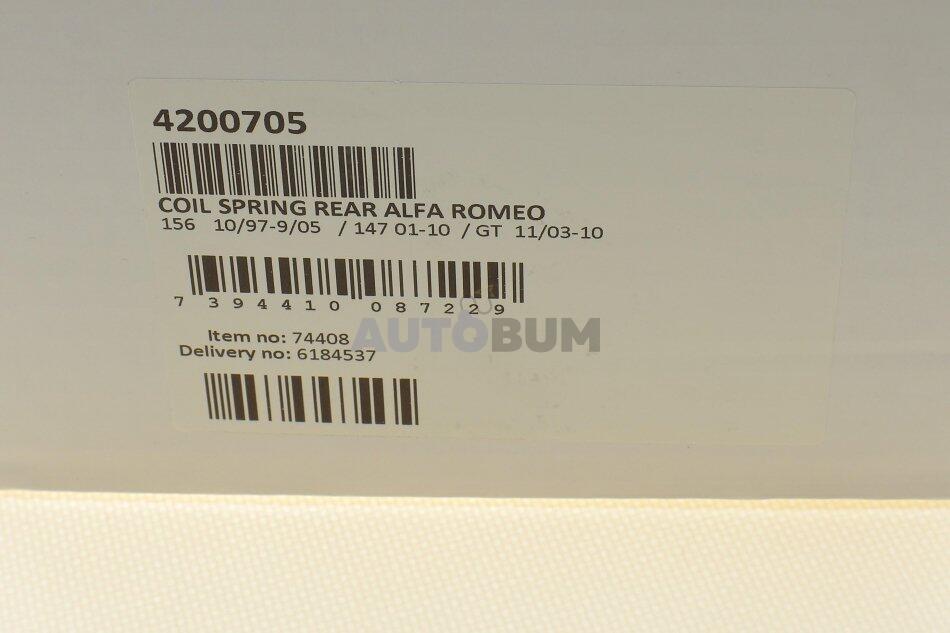 4200705
COIL SPRING REAR ALFA ROMEO
156 10/97-9/05 / 147 01-10 / GT 11/03-10
7 394410 087229
AUTOBUM
Item no: 74408
Delivery no: 6184537